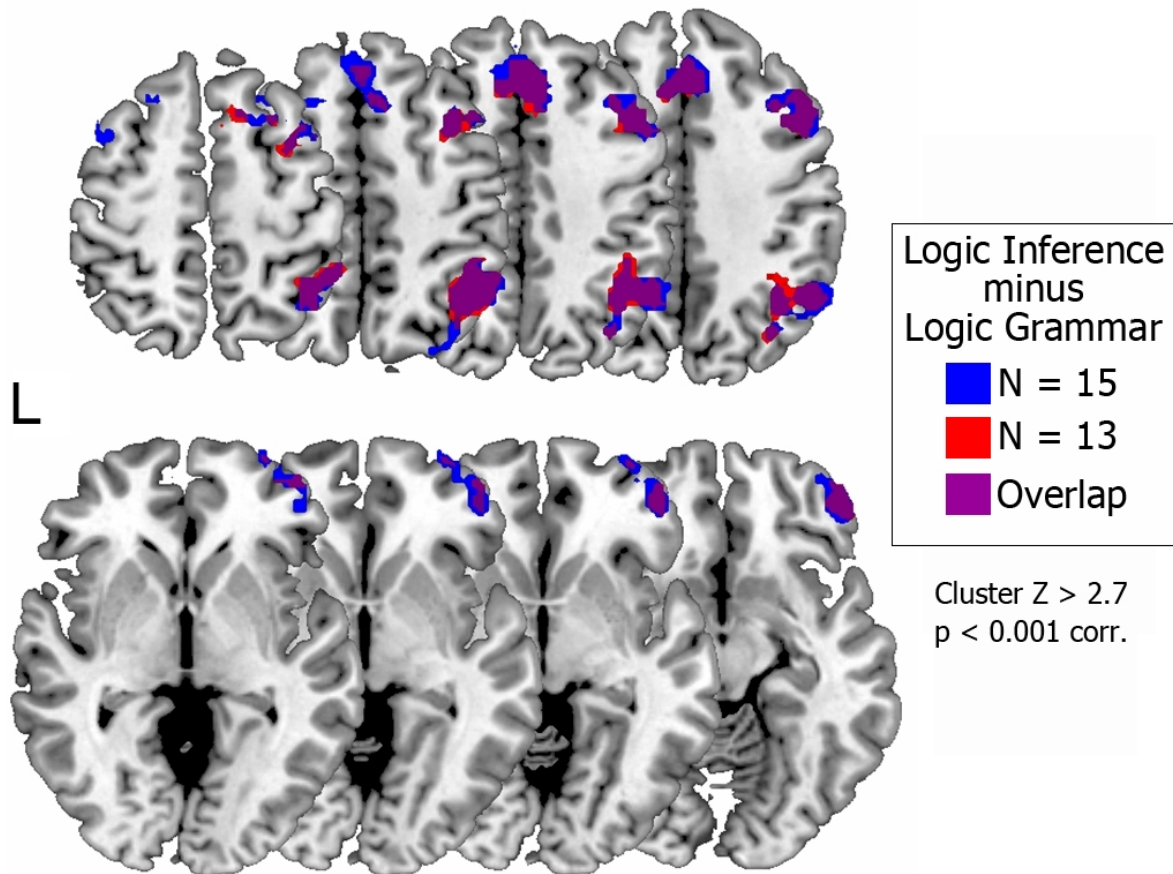 L
Logic Inference
minus
Logic Grammar
N = 15
N = 13
Overlap
Cluster Z > 2.7
p < 0.001 corr.